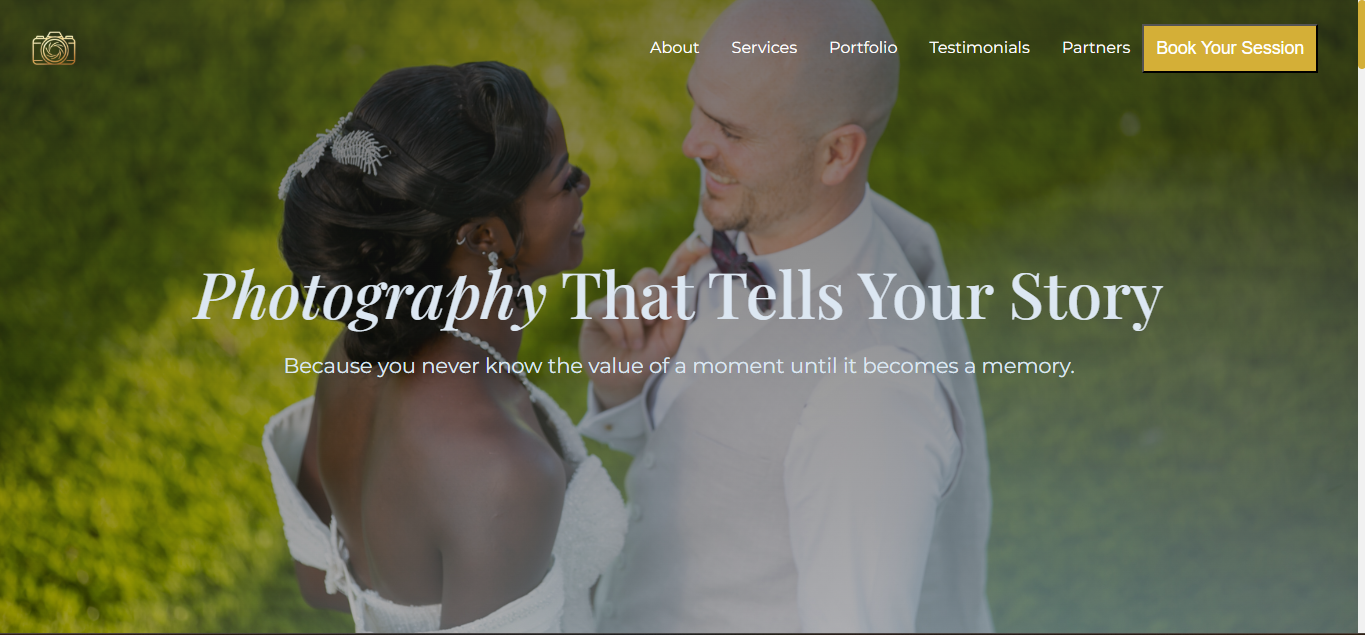 About Services Portfolio Testimonials Partners Book Your Session
Photography That Tells Your Story
Because you never know the value of a moment until it becomes a memory.